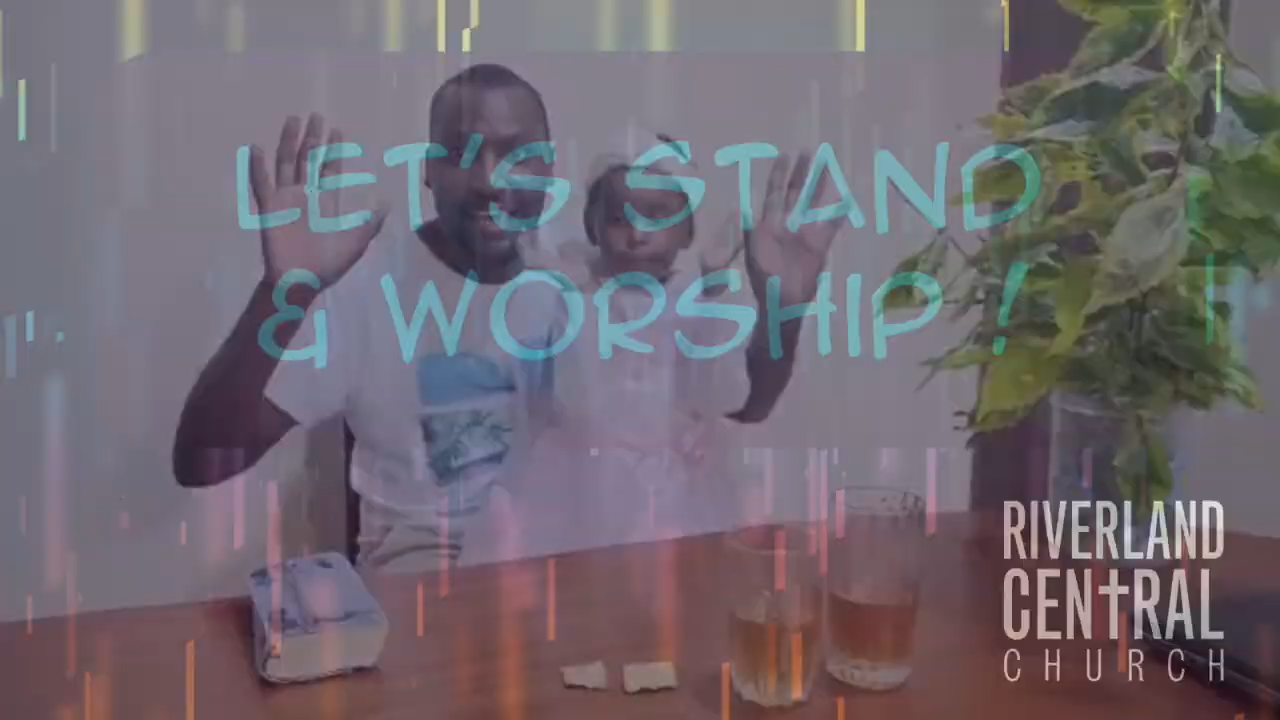 LET'S STAND
& WORSHIP !
RIVERLAND
CENTRAL
CHURCH